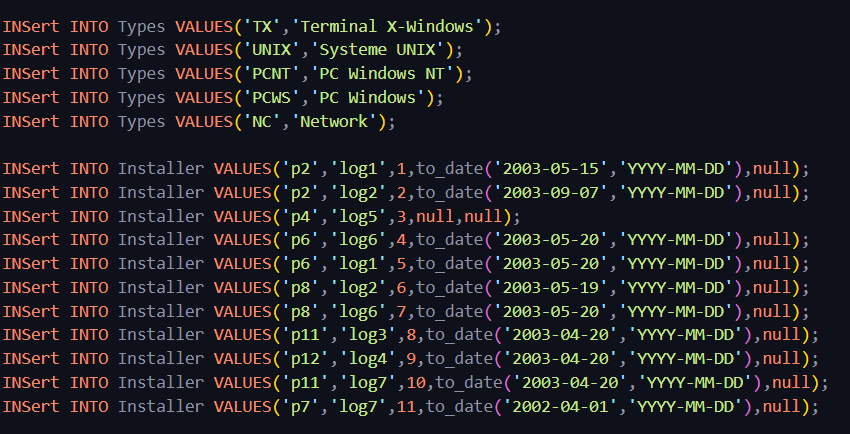 INSert INTO Types VALUES('TX','Terminal X-Windows');
INSert INTO Types VALUES('UNIX','Systeme UNIX');
INSert INTO Types VALUES('PCNT','PC Windows NT');
INSert INTO Types VALUES('PCWS','PC Windows');
INSert INTO Types VALUES('NC','Network');
INSert INTO Installer VALUES('p2','log1',1,to_date('2003-05-15','YYYY-MM-DD'),null);
INSert INTO Installer VALUES('p2','log2',2,to_date('2003-09-07','YYYY-MM-DD'),null);
INSert INTO Installer VALUES('p4','log5',3,null,null);
INSert INTO Installer VALUES('p6','log6',4,to_date('2003-05-20','YYYY-MM-DD'),null);
INSert INTO Installer VALUES('p6','log1',5,to_date('2003-05-20','YYYY-MM-DD'),null);
INSert INTO Installer VALUES('p8','log2',6,to_date('2003-05-19','YYYY-MM-DD'),null);
INSert INTO Installer VALUES('p8','log6',7,to_date('2003-05-20','YYYY-MM-DD'),null);
INSert INTO Installer VALUES('p11','log3',8,to_date('2003-04-20','YYYY-MM-DD'),null);
INSert INTO Installer VALUES('p12','log4',9,to_date('2003-04-20','YYYY-MM-DD'),null);
INSert INTO Installer VALUES('p11','log7',10,to_date('2003-04-20','YYYY-MM-DD'),null);
INSert INTO Installer VALUES('p7','log7',11,to_date('2002-04-01','YYYY-MM-DD'),null);